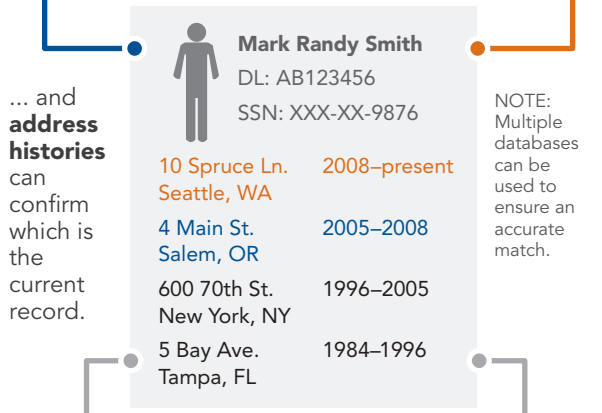 ... and
address
histories
can
confirm
which is
the
current
record.
Mark Randy Smith
DL: AB123456
SSN: XXX-XX-9876
10 Spruce Ln. 2008–present
Seattle, WA
4 Main St. 2005–2008
Salem, OR
600 70th St. 1996–2005
New York, NY
5 Bay Ave. 1984–1996
Tampa, FL
NOTE:
Multiple
databases
can be
used to
ensure an
accurate
match.